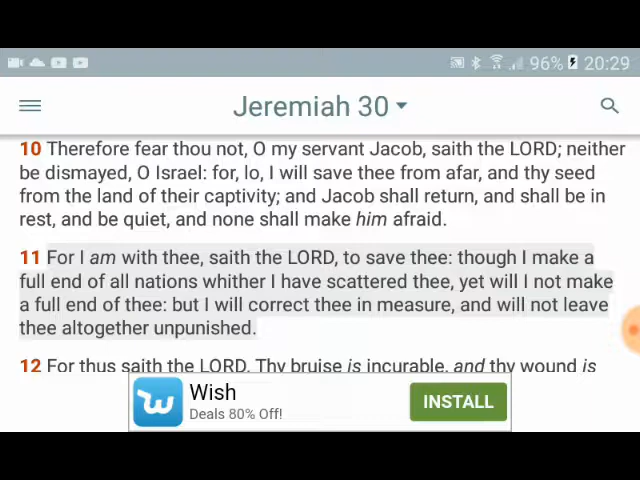 96% 20:29
Jeremiah 30
10 Therefore fear thou not, O my servant Jacob, saith the LORD; neither
be dismayed, O Israel: for, lo, I will save thee from afar, and thy seed
from the land of their captivity; and Jacob shall return, and shall be in
rest, and be quiet, and none shall make him afraid.
11 For I am with thee, saith the LORD, to save thee: though I make a
full end of all nations whither I have scattered thee, yet will I not make
a full end of thee: but I will correct thee in measure, and will not leave
thee altogether unpunished.
12 For thus saith the LORD, Thy bruise is incurable, and thy wound is
Wish
Deals 80% Off!
INSTALL